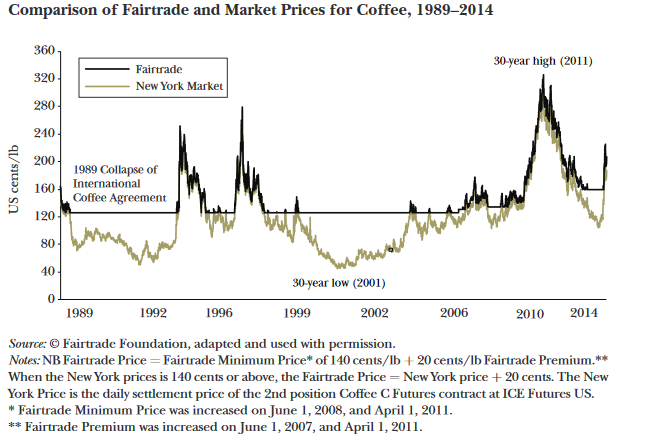 Comparison of Fairtrade and Market Prices for Coffee, 1989–2014
360
320
280
240
200
160
120
80
40
0
US cents/lb
Fairtrade
New York Market
30-year high (2011)
1989 Collapse of
International
Coffee Agreement
30-year low (2001)
1989 1992 1996 1999 2002 2006 2010 2014
Source: © Fairtrade Foundation, adapted and used with permission.
Notes: NB Fairtrade Price = Fairtrade Minimum Price* of 140 cents/lb + 20 cents/lb Fairtrade Premium.**
When the New York prices is 140 cents or above, the Fairtrade Price = New York price + 20 cents. The New
York Price is the daily settlement price of the 2nd position Coffee C Futures contract at ICE Futures US.
* Fairtrade Minimum Price was increased on June 1, 2008, and April 1, 2011.
** Fairtrade Premium was increased on June 1, 2007, and April 1, 2011.